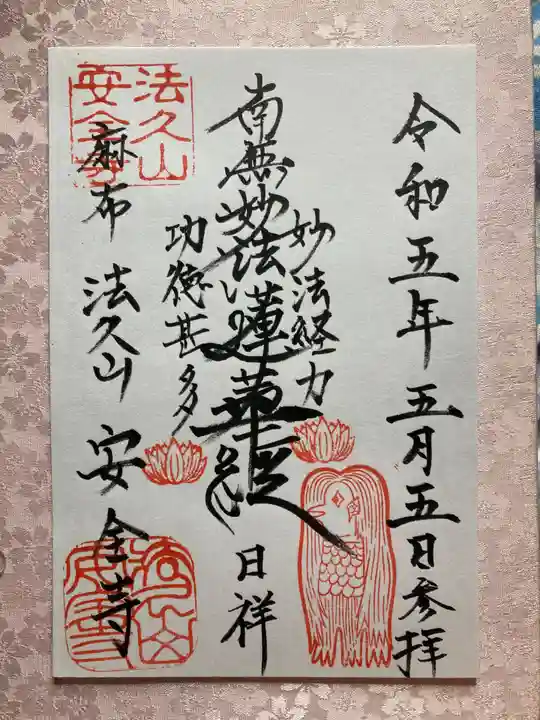 令和五年五月五日参拝
妙法経力
南無妙法蓮華経
日祥
功徳甚多
麻布 法久山 安全寺
法久山
安全寺